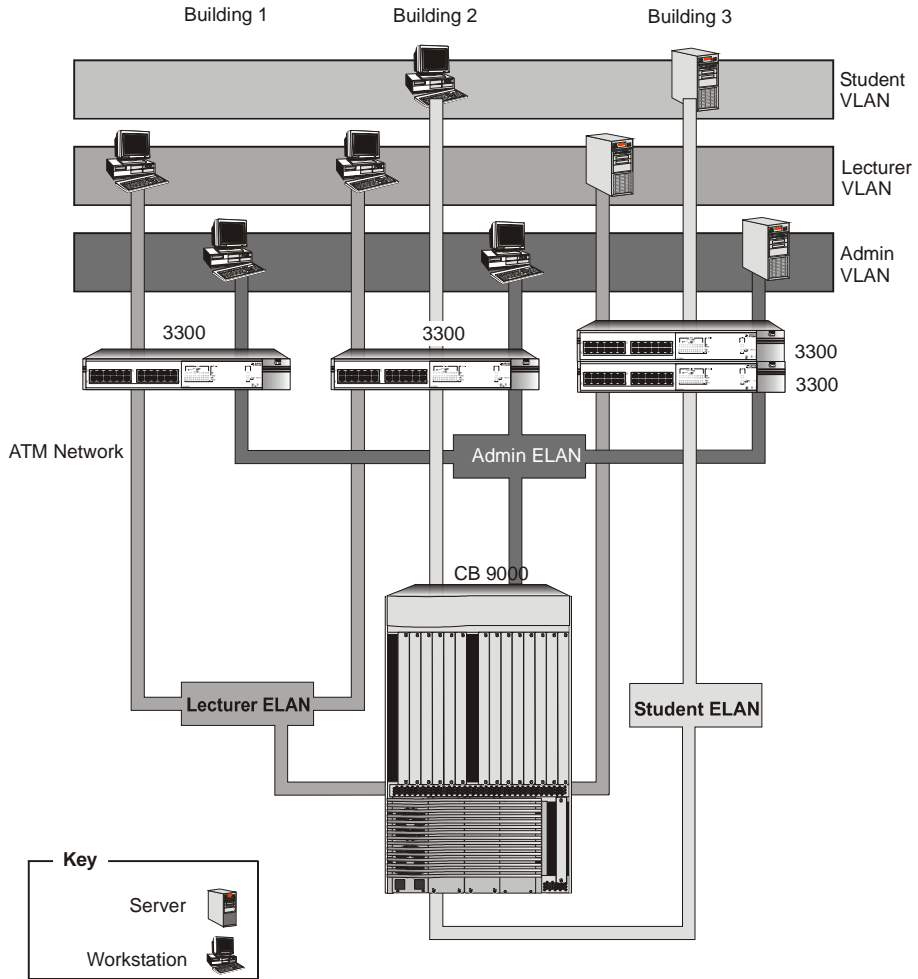 Building 1
Building 2
Building 3
Student
VLAN
Lecturer
VLAN
Admin
VLAN
3300
3300
3300
3300
ATM Network
Admin ELAN
CB 9000
Lecturer ELAN
Student ELAN
Key
Server
Workstation